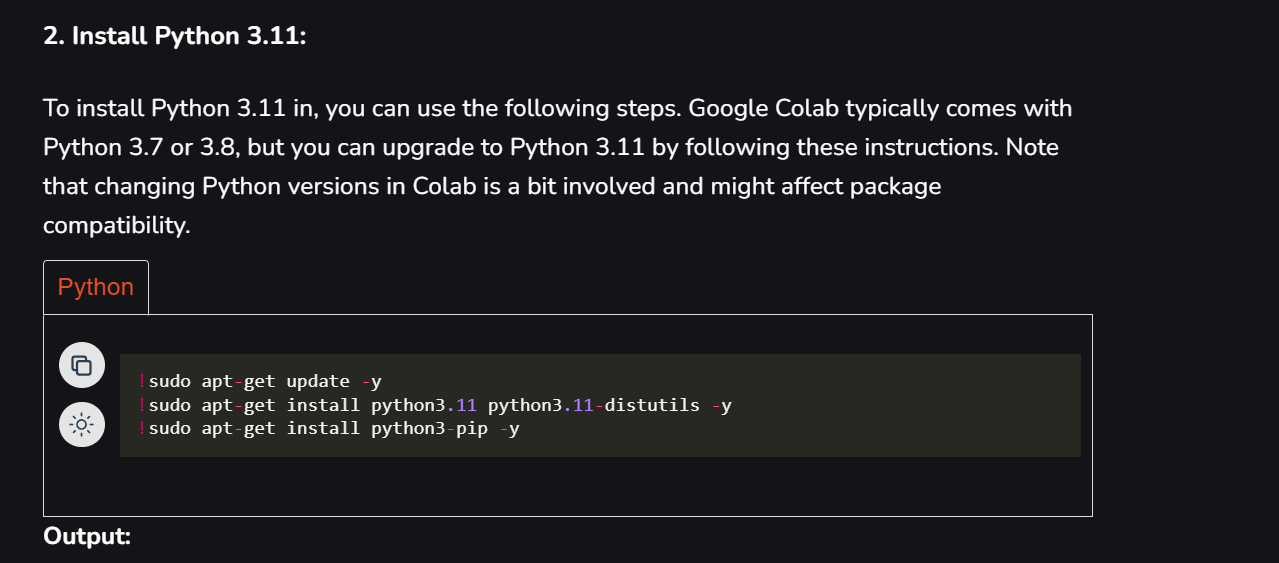 2. Install Python 3.11:
To install Python 3.11 in, you can use the following steps. Google Colab typically comes with
Python 3.7 or 3.8, but you can upgrade to Python 3.11 by following these instructions. Note
that changing Python versions in Colab is a bit involved and might affect package
compatibility.
Python
!sudo apt-get update -y
!sudo apt-get install python3.11 python3.11-distutils -y
!sudo apt-get install python3-pip -y
Output: